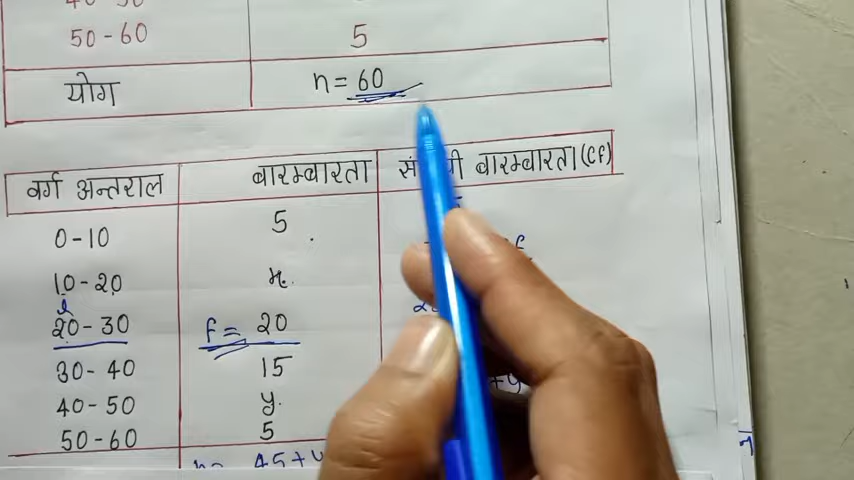 50-60 5
योग n= 60
वर्ग अन्तराल बारम्बारता बारम्बारता (cf)
0-10 5
10-20 x.
l
20-30 f= 20
30-40 15
40-50 y.
50-60 5
45+